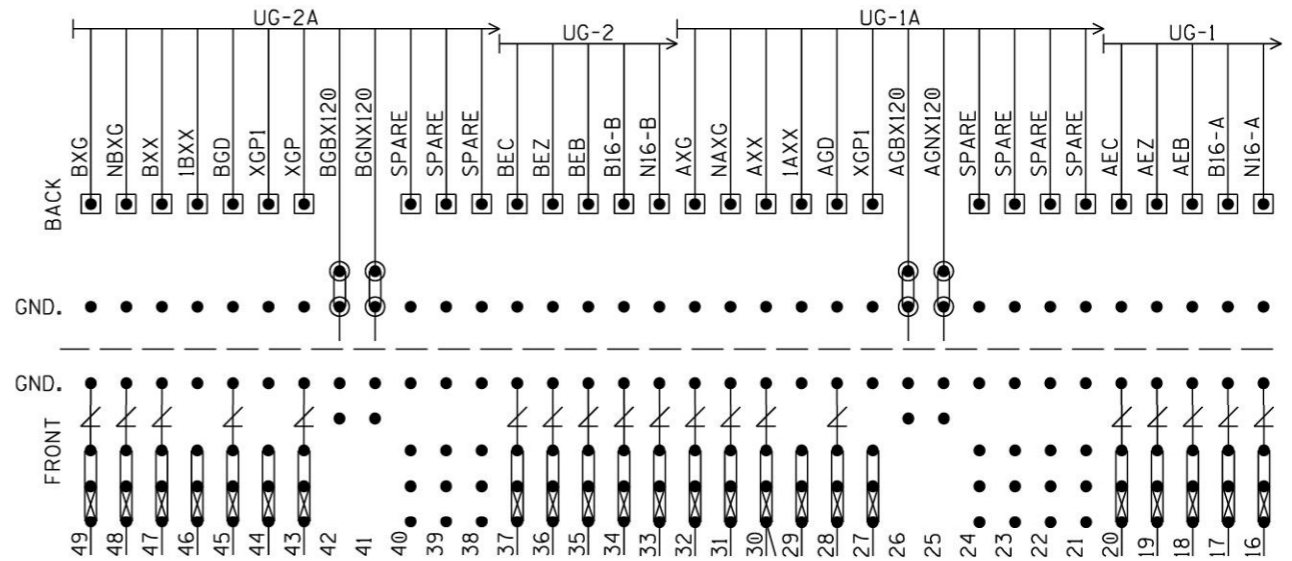 UG-2A UG-2 UG-1A UG-1
BXG NBXG BXX 1BXX BGD XGP1 XGP BGBX120 BGNX120 SPARE SPARE SPARE BEC BEZ BEB B16-B N16-B AXG NAXG AXX 1AXX AGD XGP1 AGBX120 AGNX120 SPARE SPARE SPARE SPARE AEC AEZ AEB B16-A N16-A
BACK
GND.
GND.
FRONT
49 48 47 46 45 44 43 42 41 40 39 38 37 36 35 34 33 32 31 30 29 28 27 26 25 24 23 22 21 20 19 18 17 16